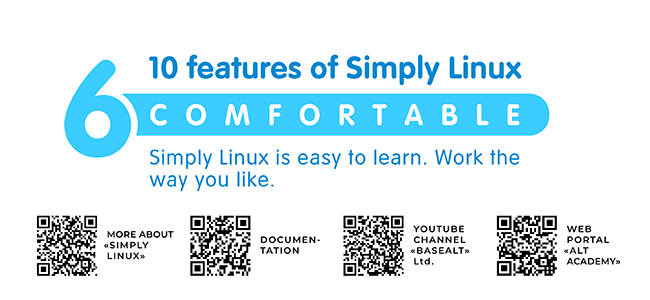 10 features of Simply Linux
6
COMFORTABLE
Simply Linux is easy to learn. Work the
way you like.
MORE ABOUT
«SIMPLY
LINUX»
DOCUMEN-
TATION
YOUTUBE
CHANNEL
«BASEALT»
Ltd.
WEB
PORTAL
«ALT
ACADEMY»